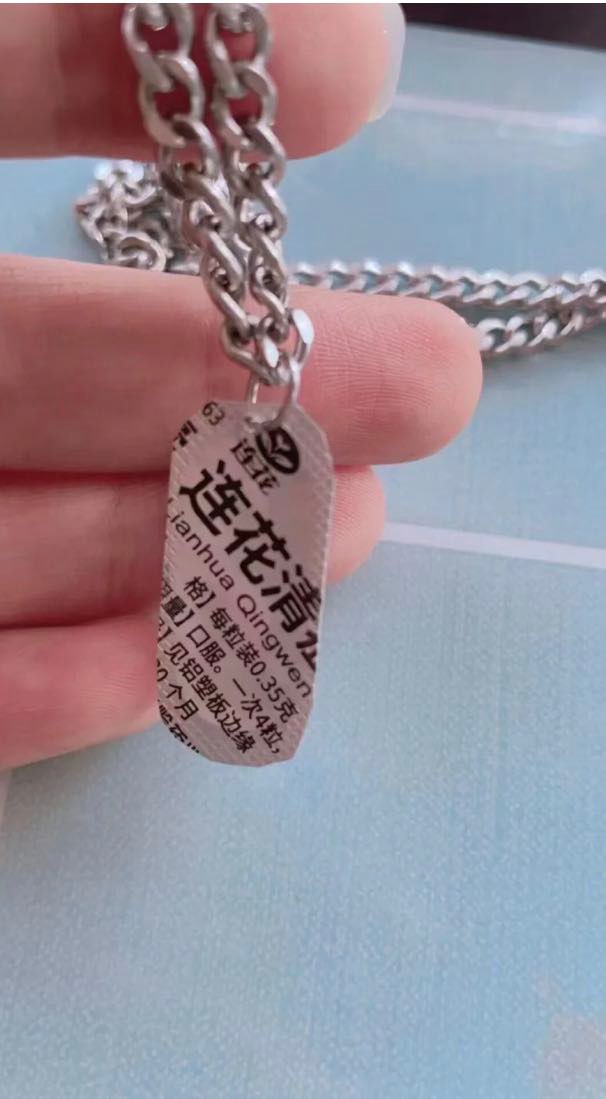 63
连花
连花清
Lianhua Qingwen
格】每粒装0.35克
用量】口服。一次4粒,
】见铝塑板边缘
个月